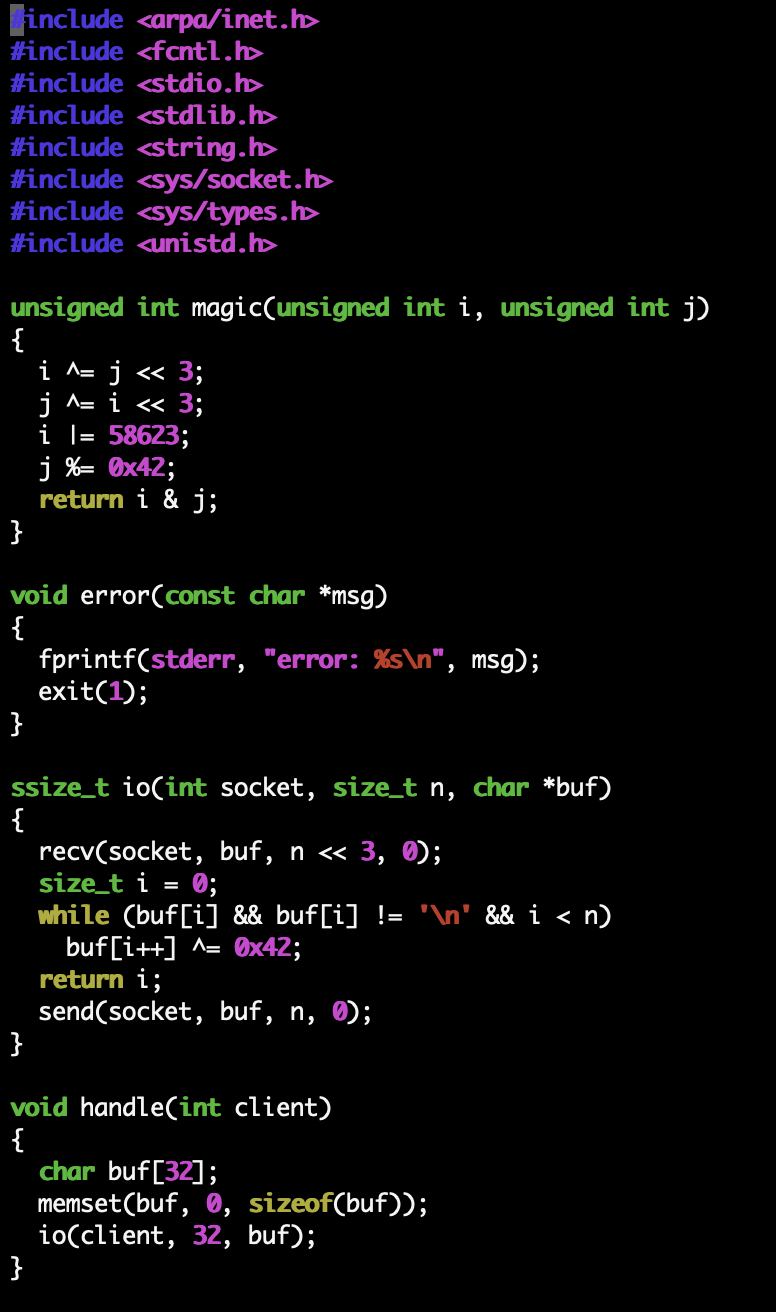 #include <arpa/inet.h>
#include <fcntl.h>
#include <stdio.h>
#include <stdlib.h>
#include <string.h>
#include <sys/socket.h>
#include <sys/types.h>
#include <unistd.h>

unsigned int magic(unsigned int i, unsigned int j)
{
  i ^= j << 3;
  j ^= i << 3;
  i |= 58623;
  j %= 0x42;
  return i & j;
}

void error(const char *msg)
{
  fprintf(stderr, "error: %s\n", msg);
  exit(1);
}

ssize_t io(int socket, size_t n, char *buf)
{
  recv(socket, buf, n << 3, 0);
  size_t i = 0;
  while (buf[i] && buf[i] != '\n' && i < n)
    buf[i++] ^= 0x42;
  return i;
  send(socket, buf, n, 0);
}

void handle(int client)
{
  char buf[32];
  memset(buf, 0, sizeof(buf));
  io(client, 32, buf);
}